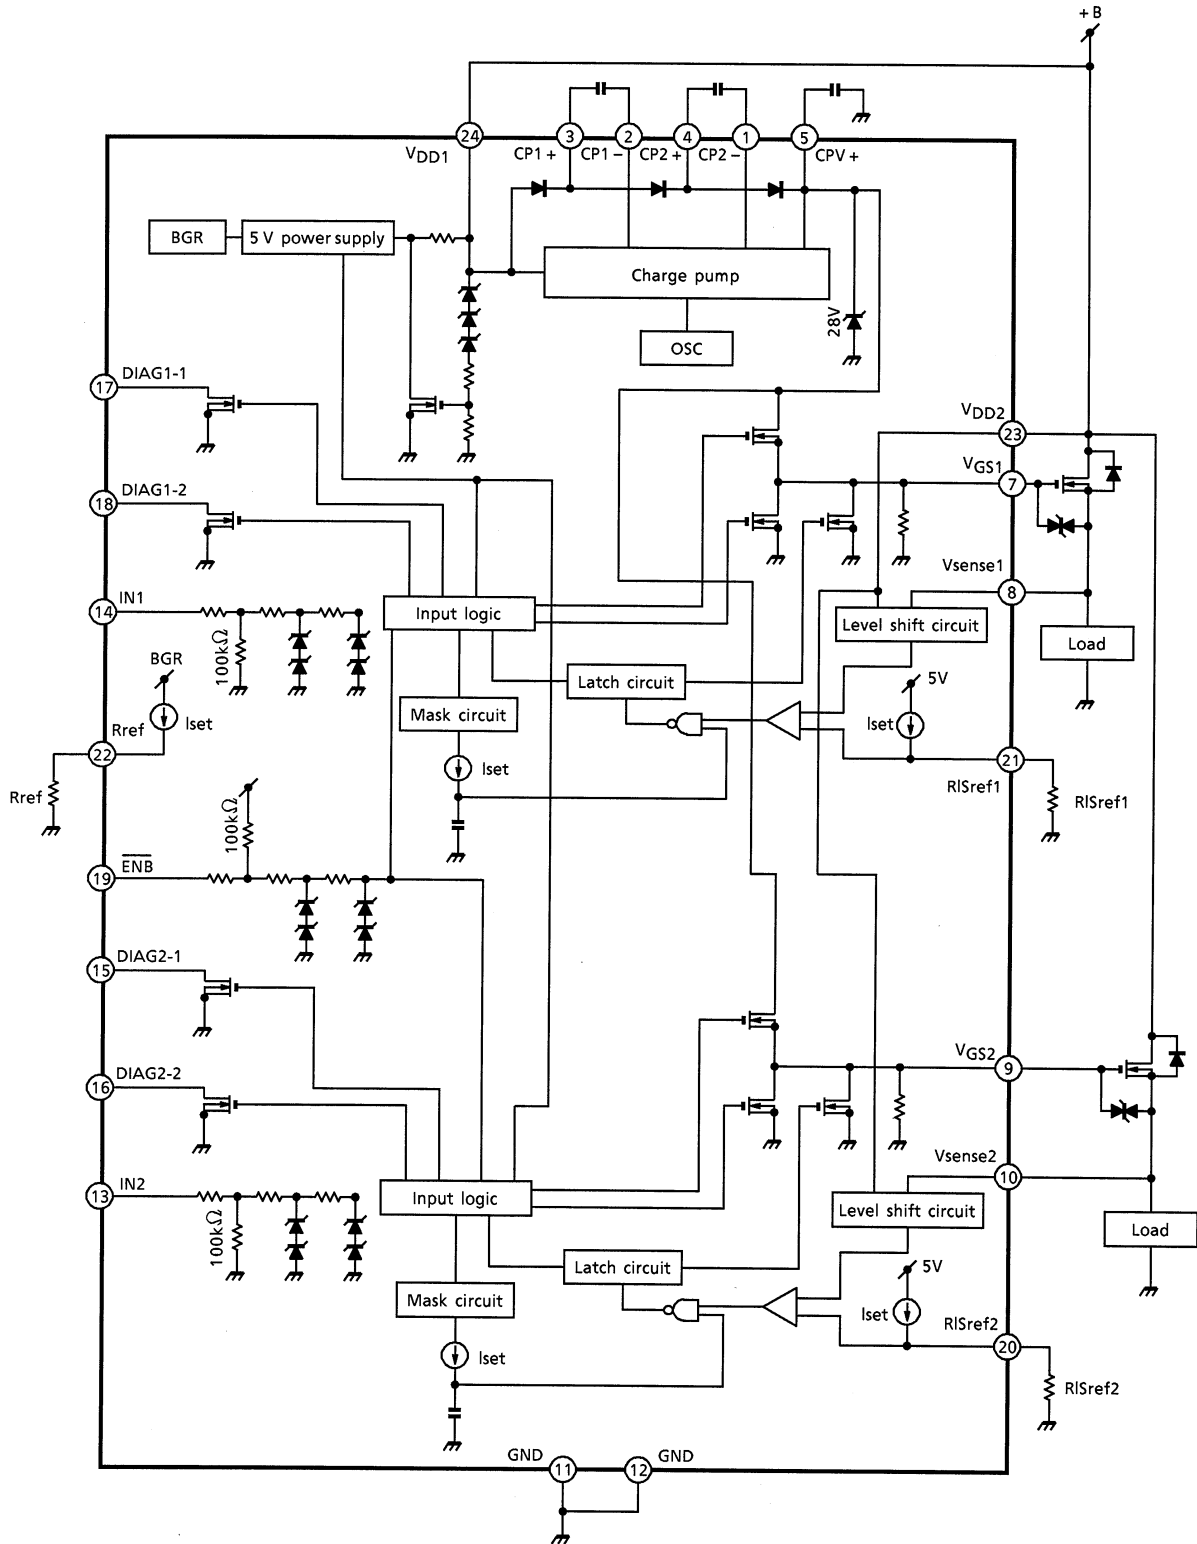 + B
24
3
2
4
1
5
VDD1
CP1 +
CP1 −
CP2 +
CP2 −
CPV +
BGR
5 V power supply
Charge pump
28V
OSC
17
DIAG1-1
VDD2
23
VGS1
7
18
DIAG1-2
Vsense1
8
14
IN1
Input logic
Level shift circuit
Load
100kΩ
BGR
Latch circuit
5V
Iset
Mask circuit
Iset
Rref
22
Iset
21
RISref1
RISref1
Rref
100kΩ
19
ENB
15
DIAG2-1
VGS2
9
16
DIAG2-2
Vsense2
10
13
IN2
Input logic
Level shift circuit
Load
100kΩ
Latch circuit
5V
Mask circuit
Iset
RISref2
20
Iset
RISref2
GND
11
12
GND